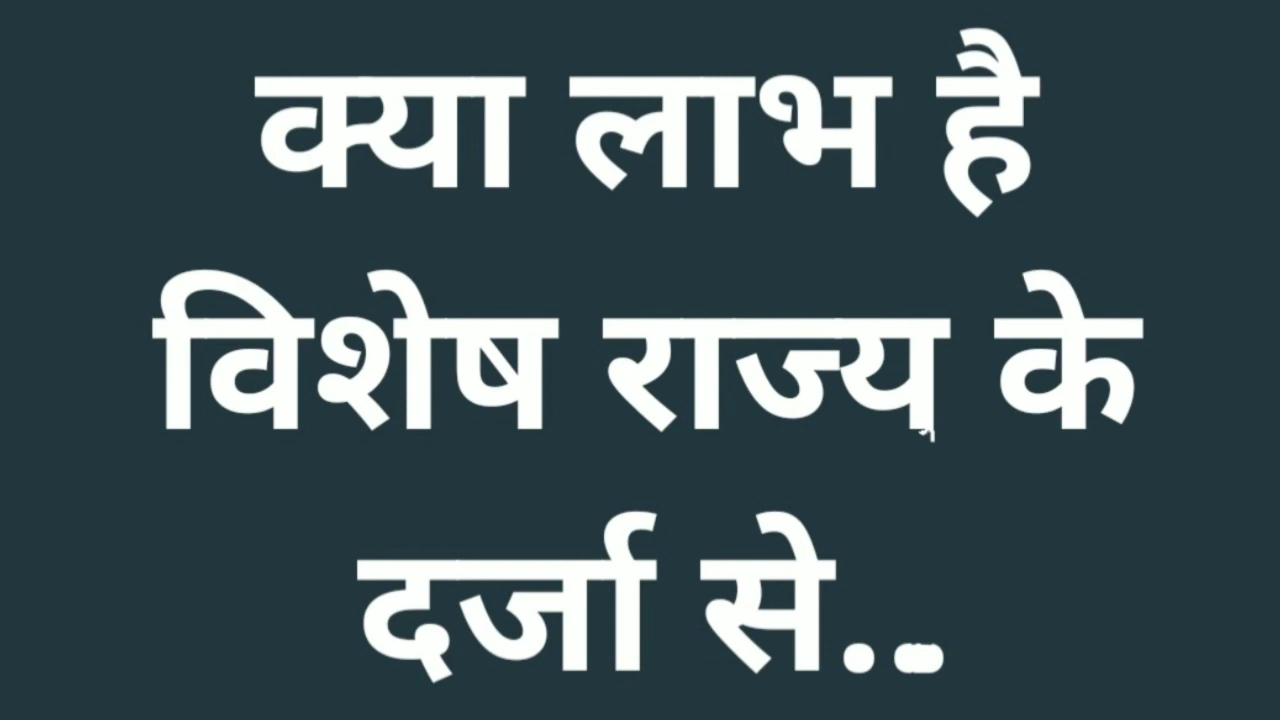 क्या लाभ है
विशेष राज्य के
दर्जा से...